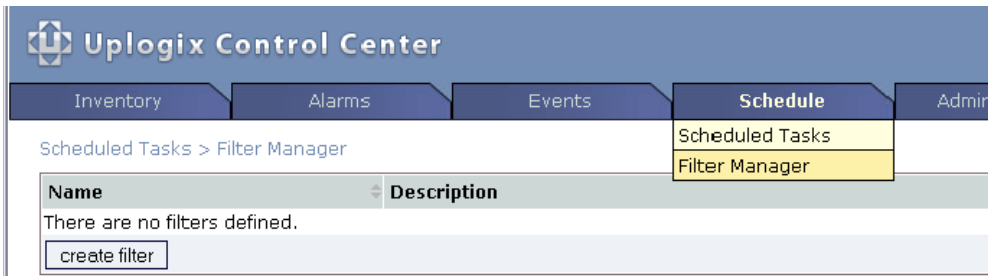 Uplogix Control Center
Inventory Alarms Events Schedule Admin
Scheduled Tasks
Scheduled Tasks > Filter Manager
Filter Manager
Name Description
There are no filters defined.
create filter